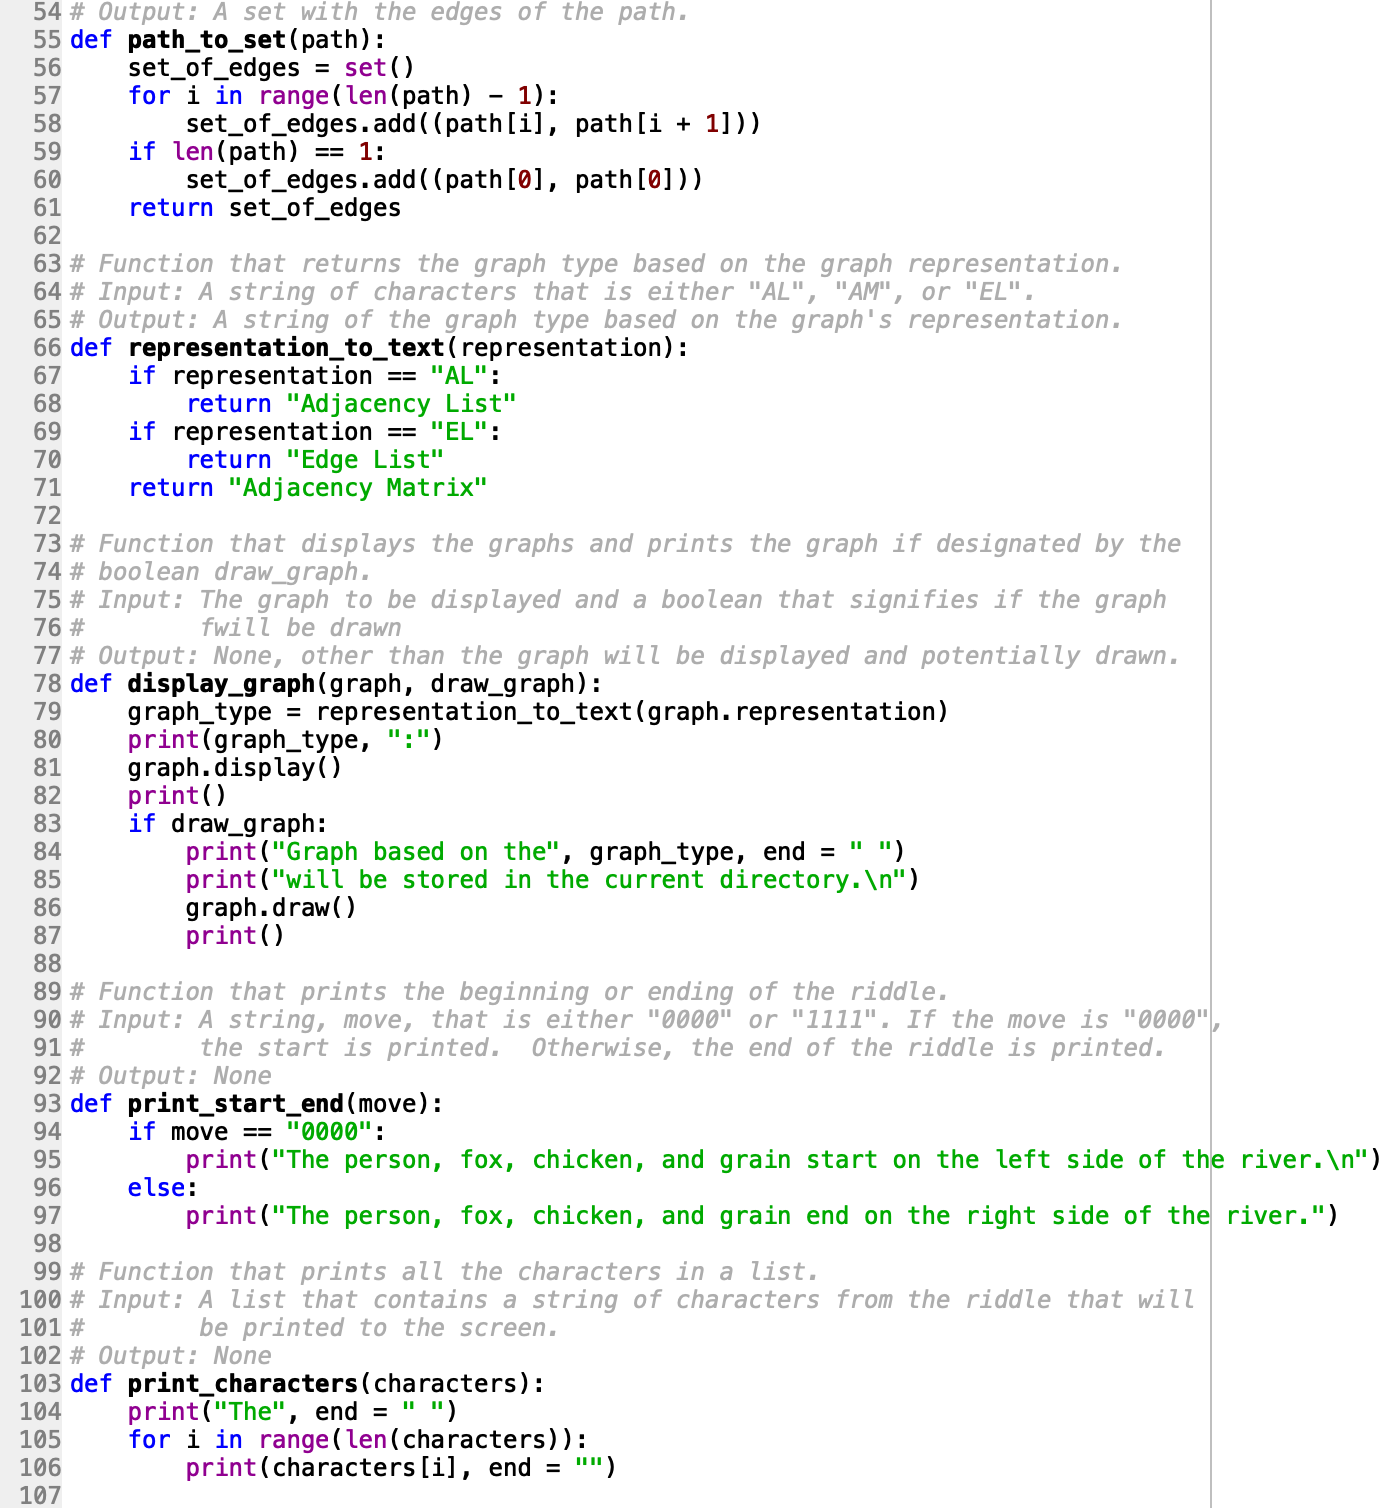 54 # Output: A set with the edges of the path.
55 def path_to_set(path):
56     set_of_edges = set()
57     for i in range(len(path) - 1):
58         set_of_edges.add((path[i], path[i + 1]))
59     if len(path) == 1:
60         set_of_edges.add((path[0], path[0]))
61     return set_of_edges
62
63 # Function that returns the graph type based on the graph representation.
64 # Input: A string of characters that is either "AL", "AM", or "EL".
65 # Output: A string of the graph type based on the graph's representation.
66 def representation_to_text(representation):
67     if representation == "AL":
68         return "Adjacency List"
69     if representation == "EL":
70         return "Edge List"
71     return "Adjacency Matrix"
72
73 # Function that displays the graphs and prints the graph if designated by the
74 # boolean draw_graph.
75 # Input: The graph to be displayed and a boolean that signifies if the graph
76 #        fwill be drawn
77 # Output: None, other than the graph will be displayed and potentially drawn.
78 def display_graph(graph, draw_graph):
79     graph_type = representation_to_text(graph.representation)
80     print(graph_type, ":")
81     graph.display()
82     print()
83     if draw_graph:
84         print("Graph based on the", graph_type, end = " ")
85         print("will be stored in the current directory.\n")
86         graph.draw()
87         print()
88
89 # Function that prints the beginning or ending of the riddle.
90 # Input: A string, move, that is either "0000" or "1111". If the move is "0000",
91 #        the start is printed.  Otherwise, the end of the riddle is printed.
92 # Output: None
93 def print_start_end(move):
94     if move == "0000":
95         print("The person, fox, chicken, and grain start on the left side of the river.\n")
96     else:
97         print("The person, fox, chicken, and grain end on the right side of the river.")
98
99 # Function that prints all the characters in a list.
100 # Input: A list that contains a string of characters from the riddle that will
101 #        be printed to the screen.
102 # Output: None
103 def print_characters(characters):
104     print("The", end = " ")
105     for i in range(len(characters)):
106         print(characters[i], end = "")
107